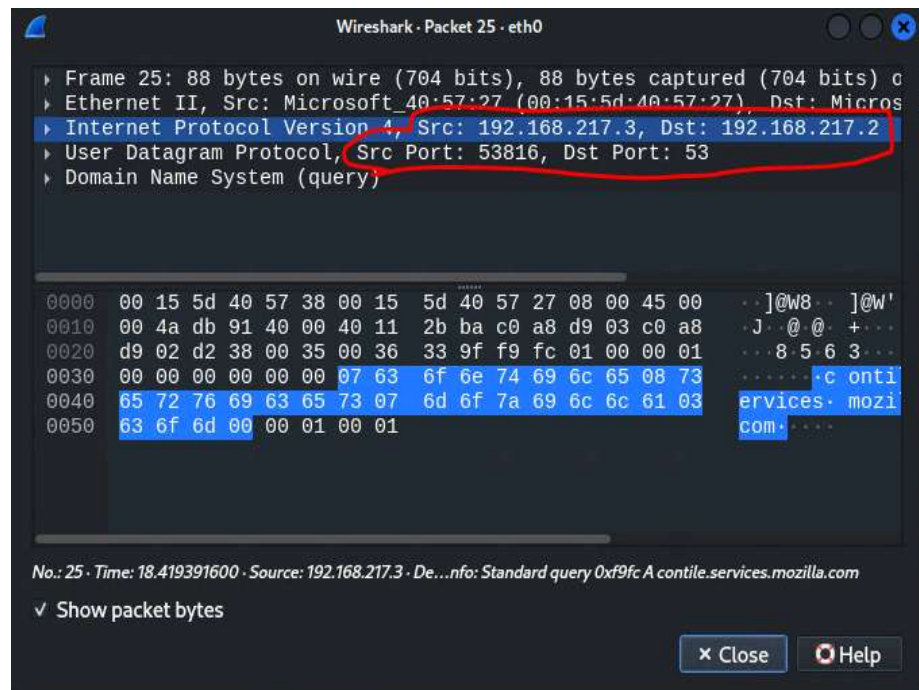 Wireshark · Packet 25 · eth0
Frame 25: 88 bytes on wire (704 bits), 88 bytes captured (704 bits) o
Ethernet II, Src: Microsoft_40:57:27 (00:15:5d:40:57:27), Dst: Micros
Internet Protocol Version 4, Src: 192.168.217.3, Dst: 192.168.217.2
User Datagram Protocol, Src Port: 53816, Dst Port: 53
Domain Name System (query)
0000 00 15 5d 40 57 38 00 15 5d 40 57 27 08 00 45 00 ··]@W8·· ]@W'
0010 00 4a db 91 40 00 40 11 2b ba c0 a8 d9 03 c0 a8 ·J··@·@· +···
0020 d9 02 d2 38 00 35 00 36 33 9f f9 fc 01 00 00 01 ···8·5·6 3···
0030 00 00 00 00 00 00 07 63 6f 6e 74 69 6c 65 08 73 ·······c onti
0040 65 72 76 69 63 65 73 07 6d 6f 7a 69 6c 6c 61 03 ervices· mozi
0050 63 6f 6d 00 00 01 00 01 com·····
No.: 25 · Time: 18.419391600 · Source: 192.168.217.3 · De…nfo: Standard query 0xf9fc A contile.services.mozilla.com
Show packet bytes
Close Help